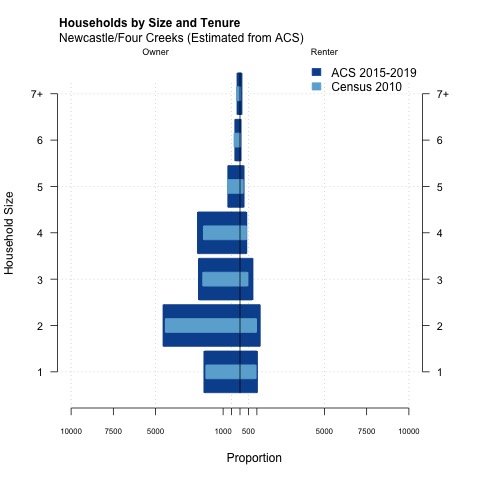 Households by Size and Tenure
Newcastle/Four Creeks (Estimated from ACS)
Owner
Renter
ACS 2015-2019
Census 2010
7+
7+
6
6
5
5
4
4
3
3
2
2
1
1
Household Size
10000 7500 5000 1000 500 5000 7500 10000
Proportion